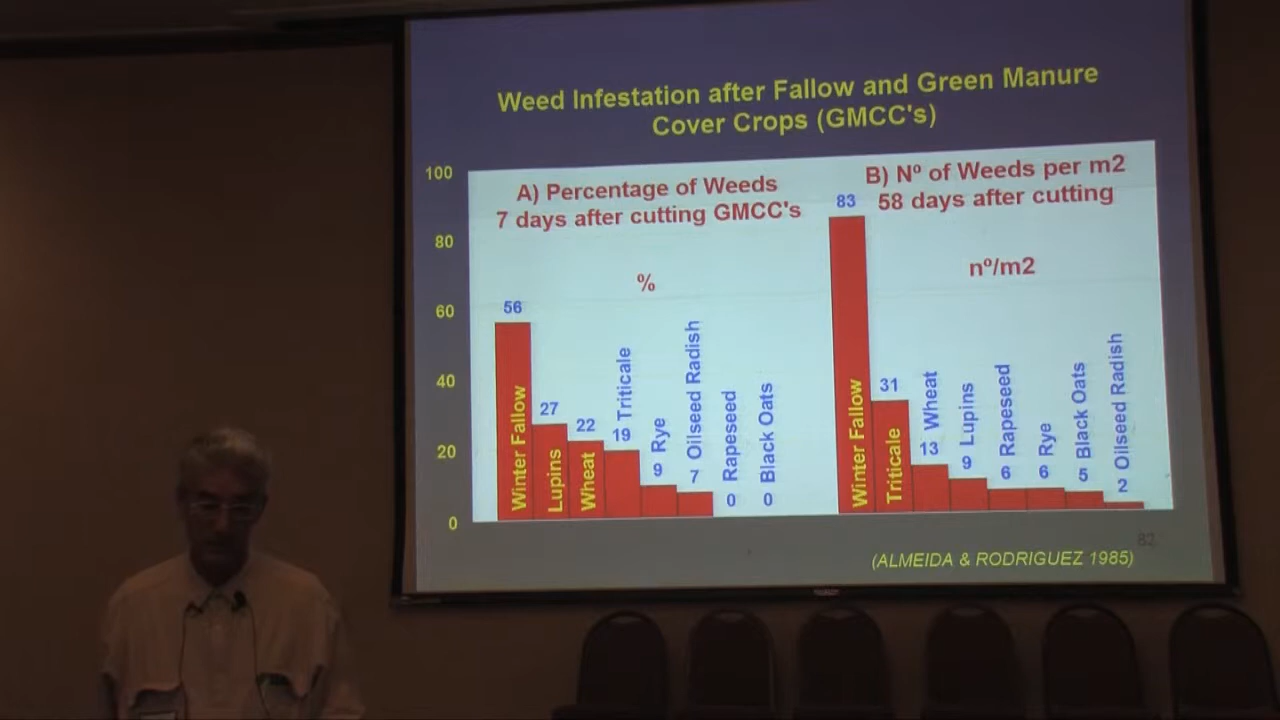 Weed Infestation after Fallow and Green Manure
Cover Crops (GMCC's)
100
80
60
40
20
0
A) Percentage of Weeds
7 days after cutting GMCC's
%
56
27
22
19
9
7
0
0
Winter Fallow
Lupins
Wheat
Triticale
Rye
Oilseed Radish
Rapeseed
Black Oats
B) Nº of Weeds per m2
58 days after cutting
nº/m2
83
31
13
9
6
6
5
2
Winter Fallow
Triticale
Wheat
Lupins
Rapeseed
Rye
Black Oats
Oilseed Radish
82
(ALMEIDA & RODRIGUEZ 1985)